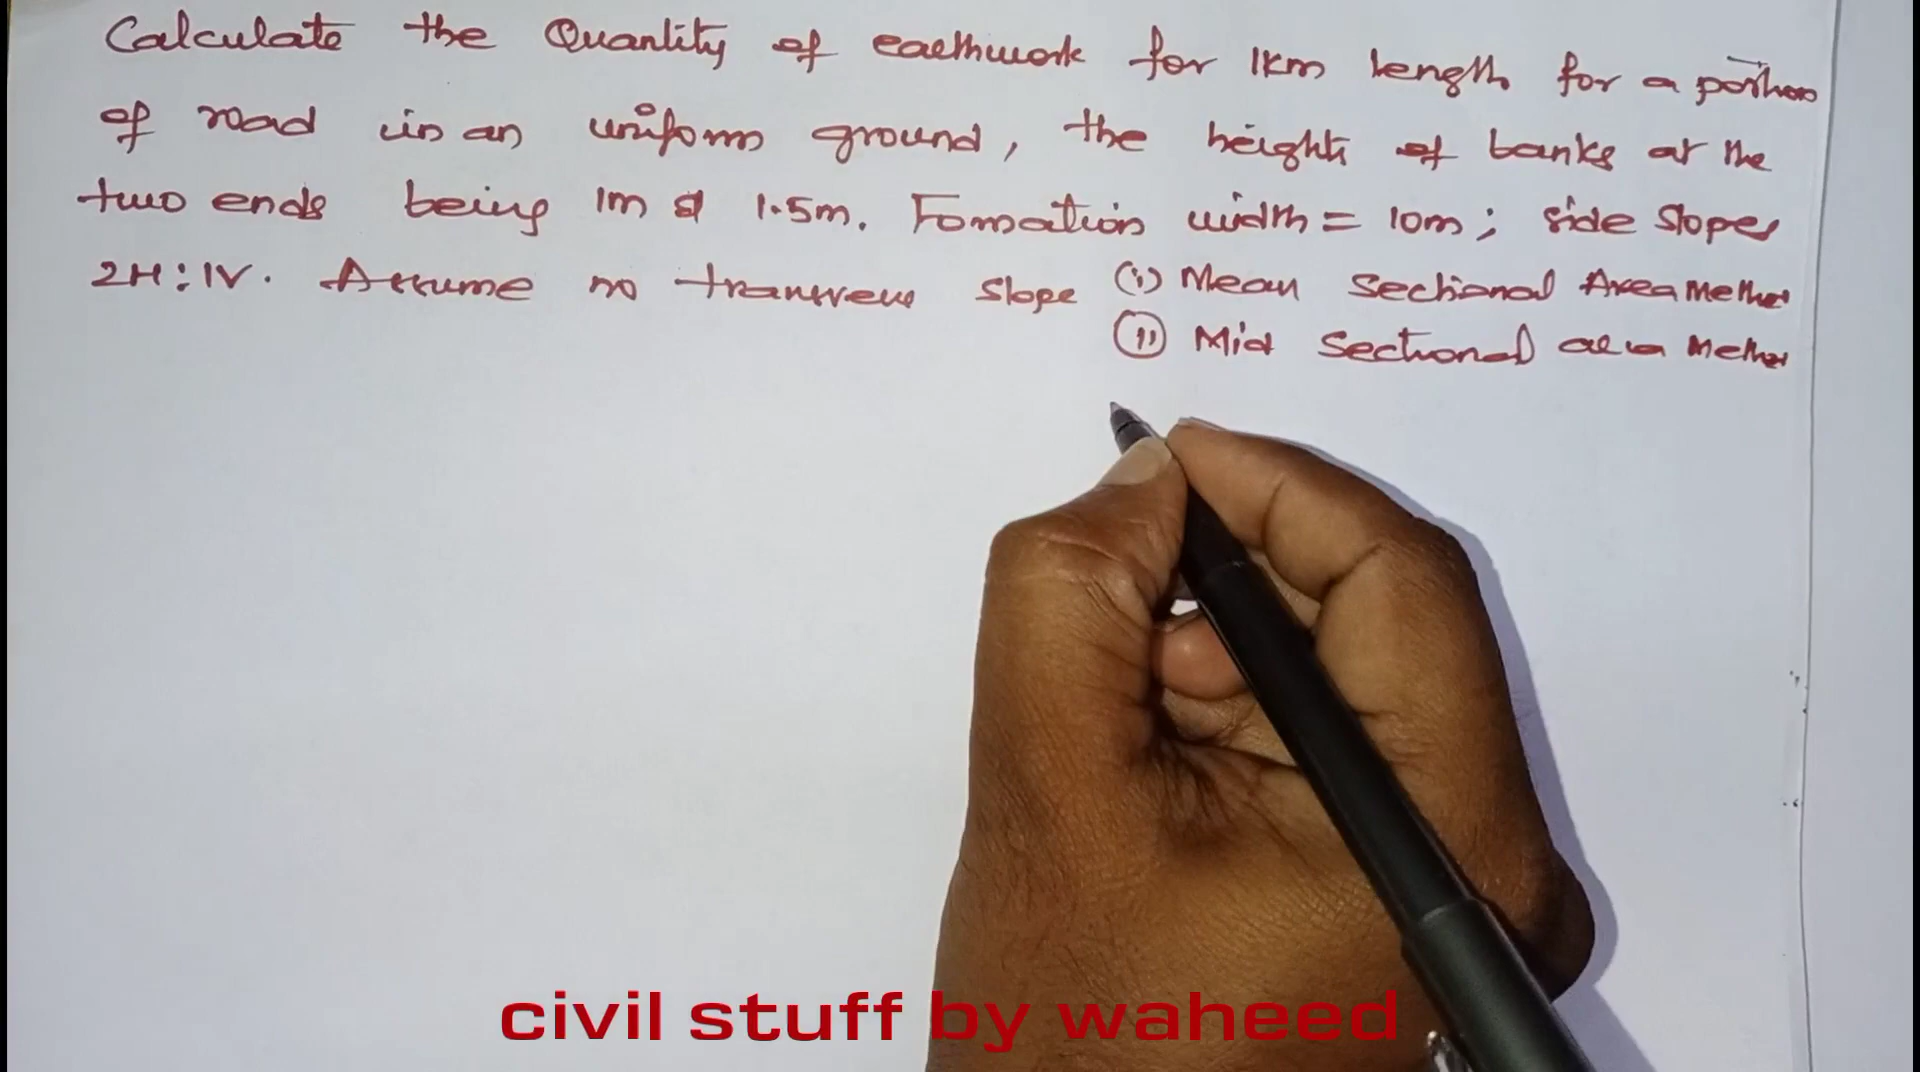 Calculate the Quantity of earthwork for 1km length for a portion
of road in an uniform ground, the height of banks at the
two ends being 1m & 1.5m. Formation width = 10m; side slopes
2H:1V. Assume no transverse slope (i) Mean Sectional Area Method
(ii) Mid Sectional area Method
civil stuff by waheed